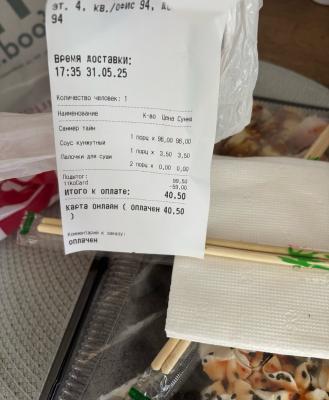 эт. 4, кв./офис 94,
94
Время доставки:
17:35 31.05.25
Количество человек: 1
Наименование К-во Цена Сумма
Саммер тайм 1 порц x 96,00 96,00
Соус кунжутный 1 порц x 3,50 3,50
Палочки для суши 2 порц x 0,00 0,00
Подытог: 99,50
iikoCard -59,00
Итого к оплате: 40.50
Карта онлайн ( оплачен 40.50
)
Комментарий к заказу:
оплачен